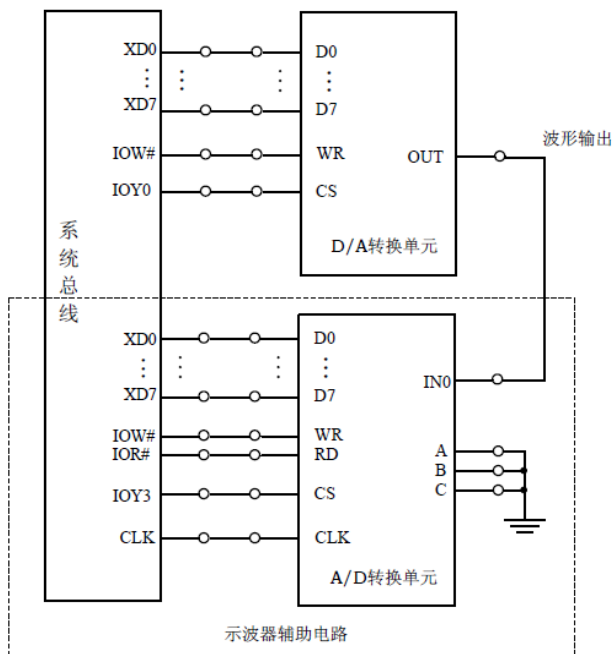 XD0 D0
XD7 D7
IOW# WR OUT 波形输出
IOY0 CS
D/A转换单元
系统总线
XD0 D0
XD7 D7 IN0
IOW# WR A
IOR# RD B
IOY3 CS C
CLK CLK
A/D转换单元
示波器辅助电路